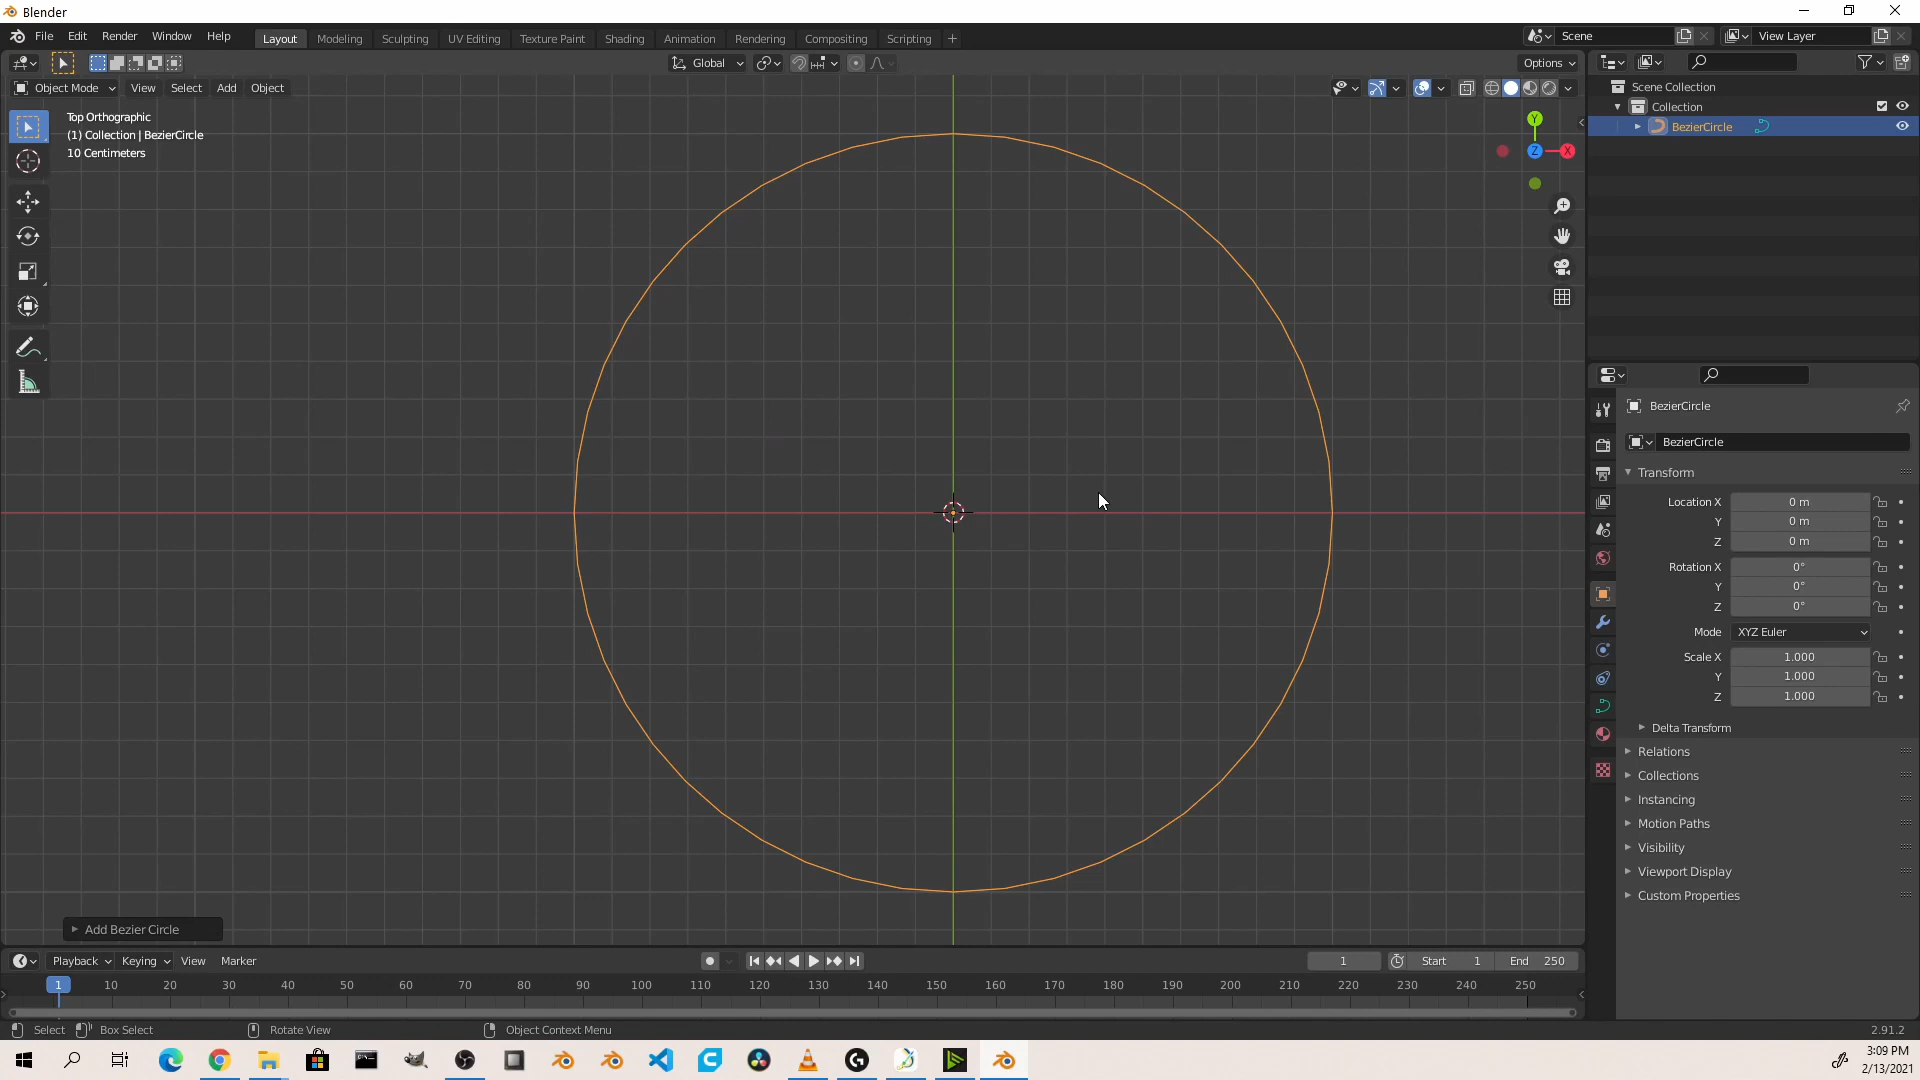 Blender
File Edit Render Window Help
Layout Modeling Sculpting UV Editing Texture Paint Shading Animation Rendering Compositing Scripting +
Scene
View Layer
Global
Options
Object Mode View Select Add Object
Top Orthographic
(1) Collection | BezierCircle
10 Centimeters
Y
Z
X
Scene Collection
Collection
BezierCircle
BezierCircle
BezierCircle
Transform
Location X 0 m
Y 0 m
Z 0 m
Rotation X 0°
Y 0°
Z 0°
Mode XYZ Euler
Scale X 1.000
Y 1.000
Z 1.000
Delta Transform
Relations
Collections
Instancing
Motion Paths
Visibility
Viewport Display
Custom Properties
Add Bezier Circle
Playback Keying View Marker
1 Start 1 End 250
1 10 20 30 40 50 60 70 80 90 100 110 120 130 140 150 160 170 180 190 200 210 220 230 240 250
Select Box Select Rotate View Object Context Menu
2.91.2
3:09 PM
2/13/2021